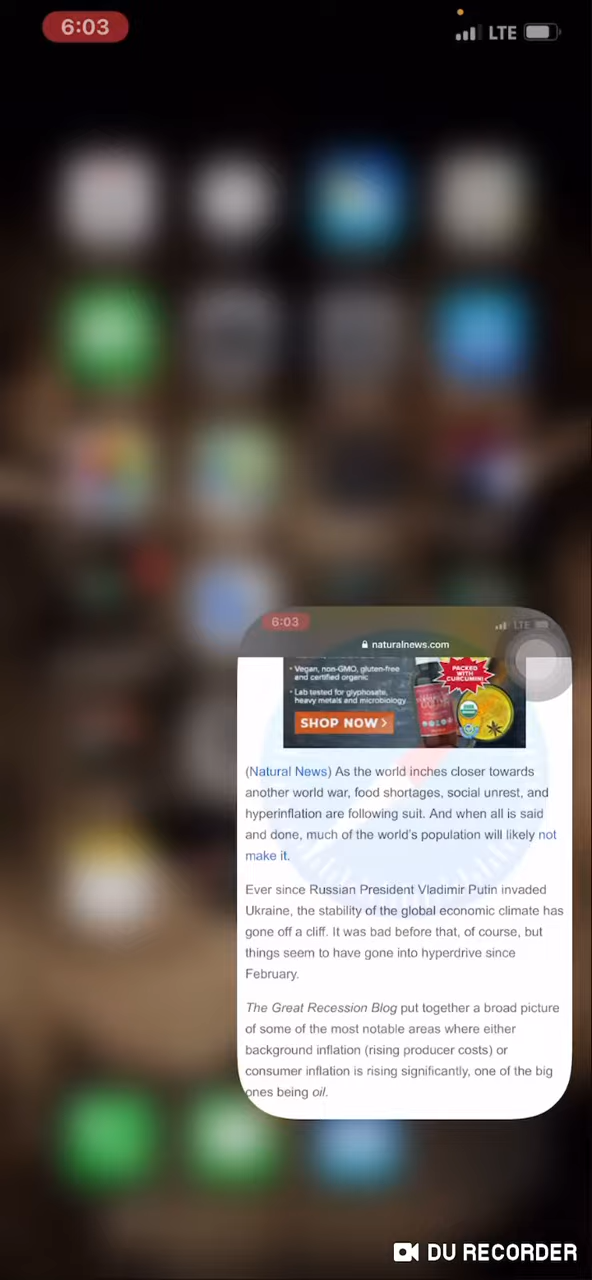 6:03
LTE
6:03
LTE
naturalnews.com
• Vegan, non-GMO, gluten-free
and certified organic
• Lab tested for glyphosate,
heavy metals and microbiology
PACKED
WITH
CURCUMIN!
SHOP NOW >
(Natural News) As the world inches closer towards
another world war, food shortages, social unrest, and
hyperinflation are following suit. And when all is said
and done, much of the world's population will likely not
make it.
Ever since Russian President Vladimir Putin invaded
Ukraine, the stability of the global economic climate has
gone off a cliff. It was bad before that, of course, but
things seem to have gone into hyperdrive since
February.
The Great Recession Blog put together a broad picture
of some of the most notable areas where either
background inflation (rising producer costs) or
consumer inflation is rising significantly, one of the big
ones being oil.
DU RECORDER